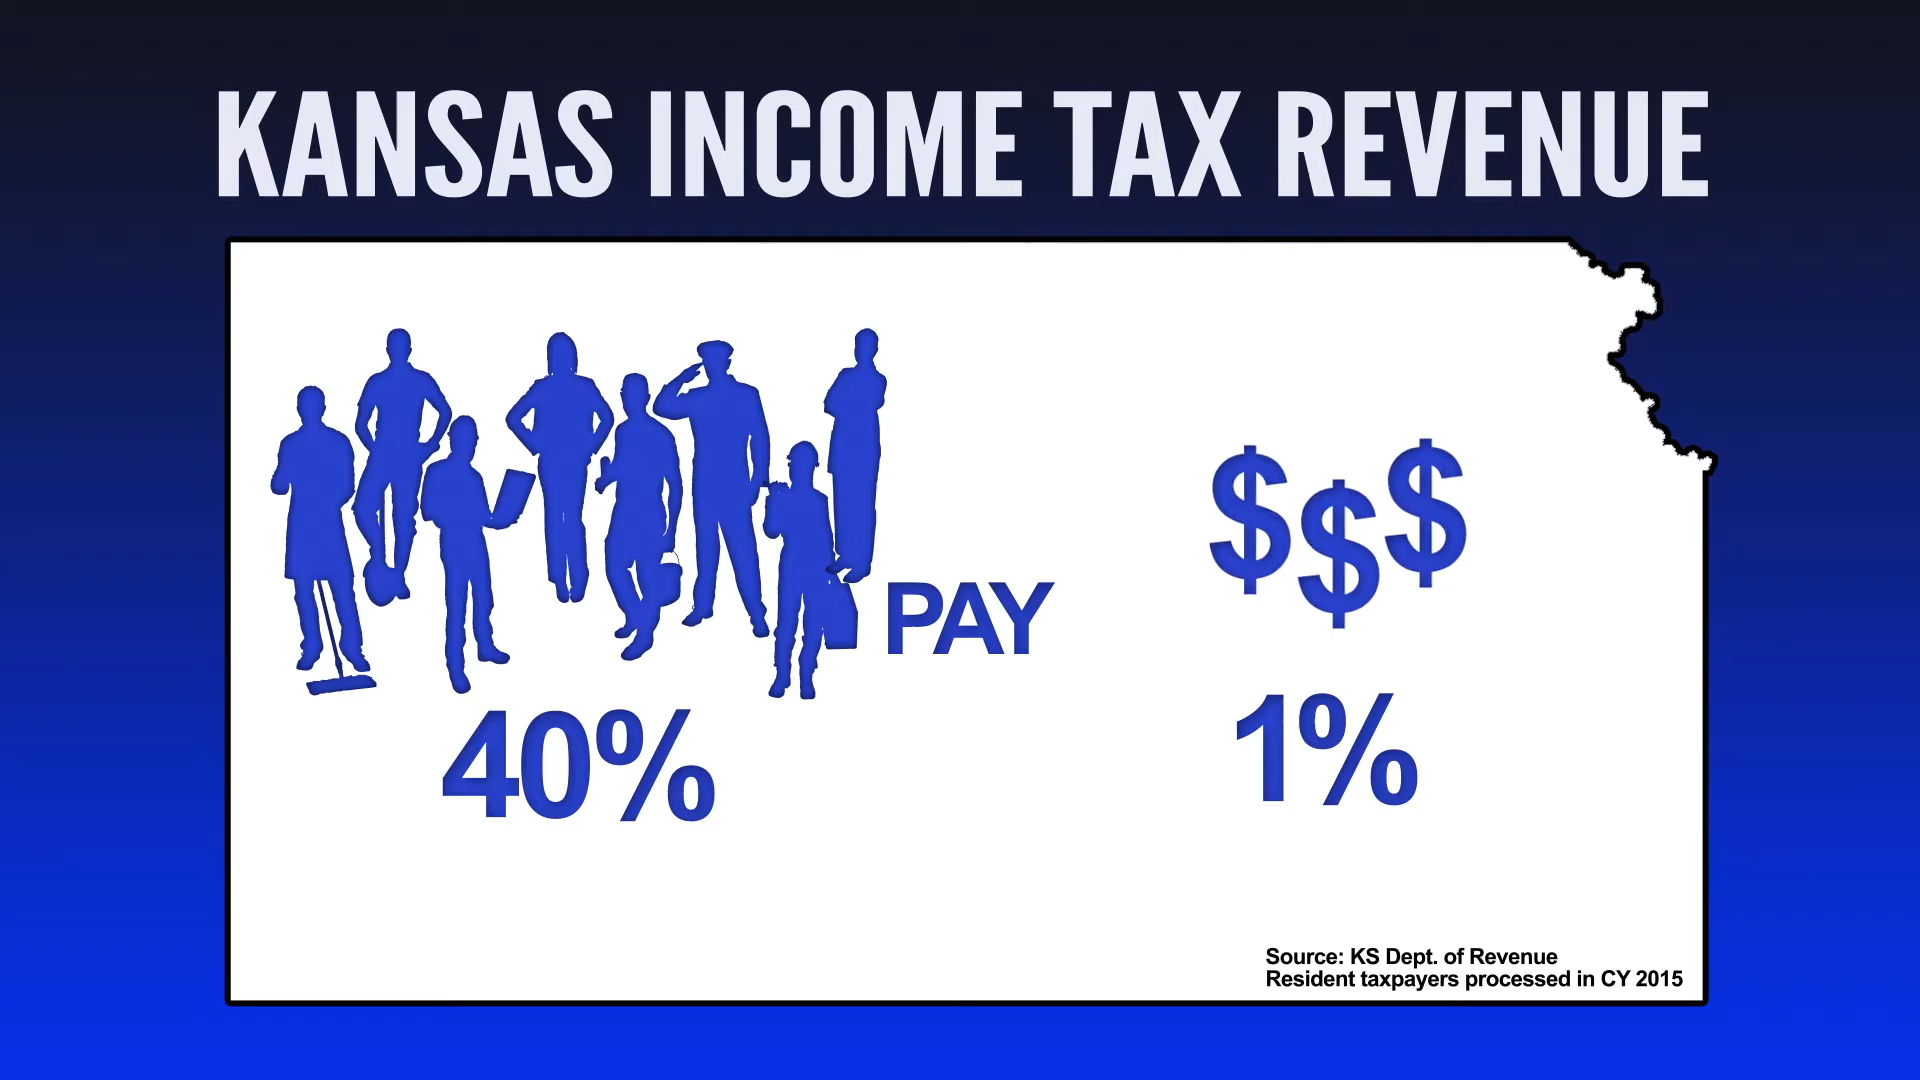 KANSAS INCOME TAX REVENUE
$$$
PAY
40%
1%
Source: KS Dept. of Revenue
Resident taxpayers processed in CY 2015